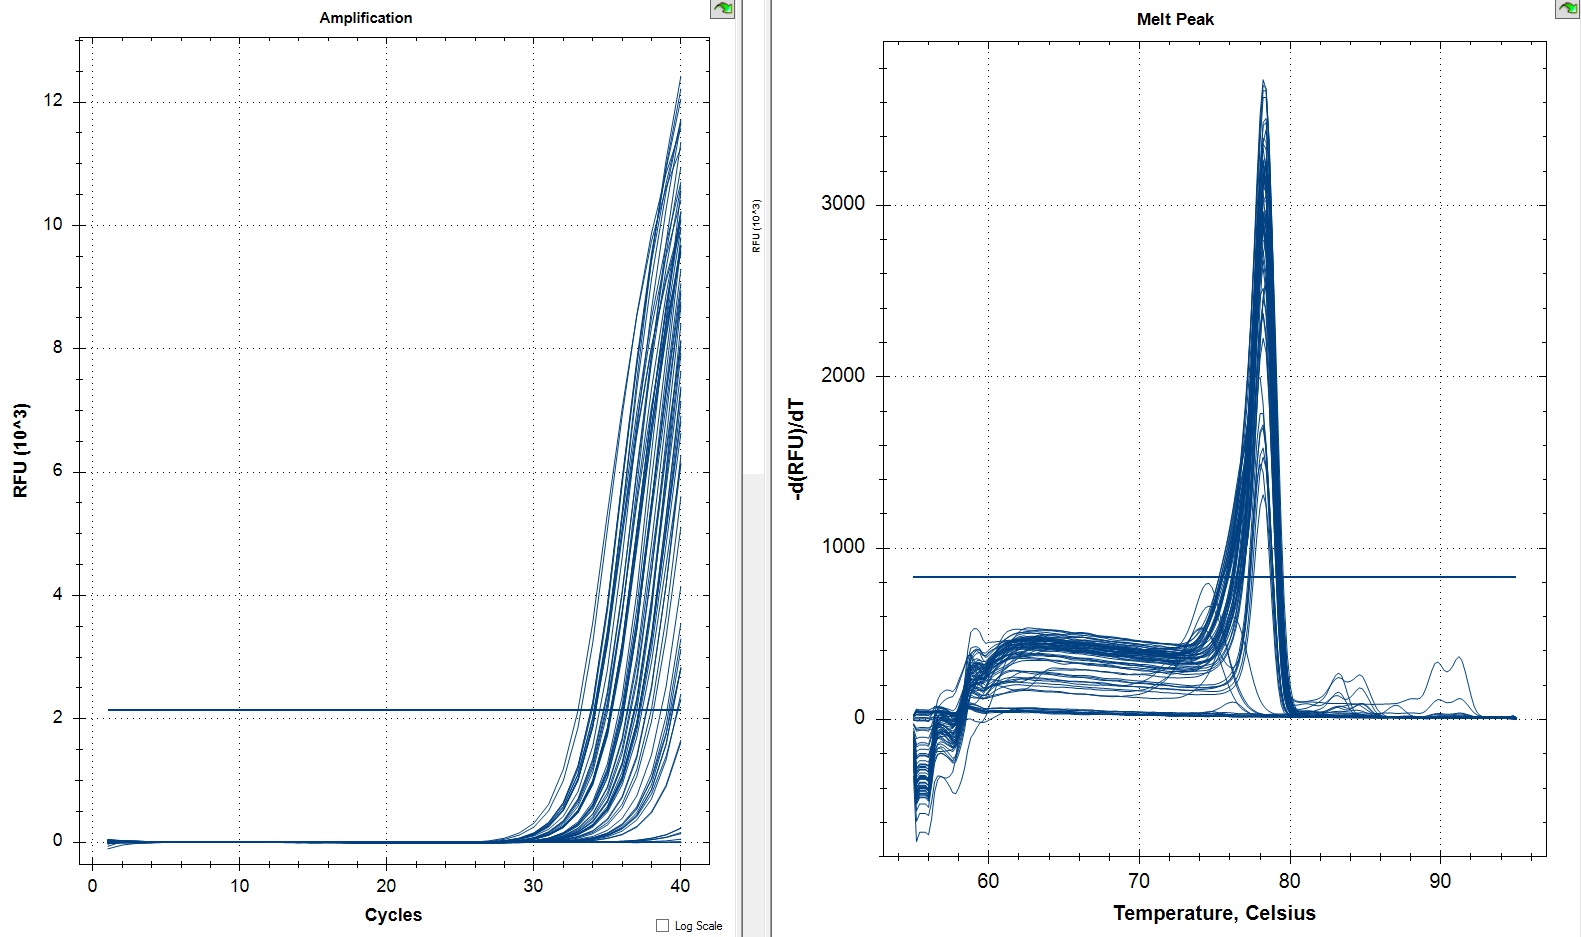 Amplification
12
10
8
6
4
2
0
RFU (10^3)
0 10 20 30 40
Cycles
Log Scale
RFU (10^3)
Melt Peak
3000
2000
1000
0
-d(RFU)/dT
60 70 80 90
Temperature, Celsius